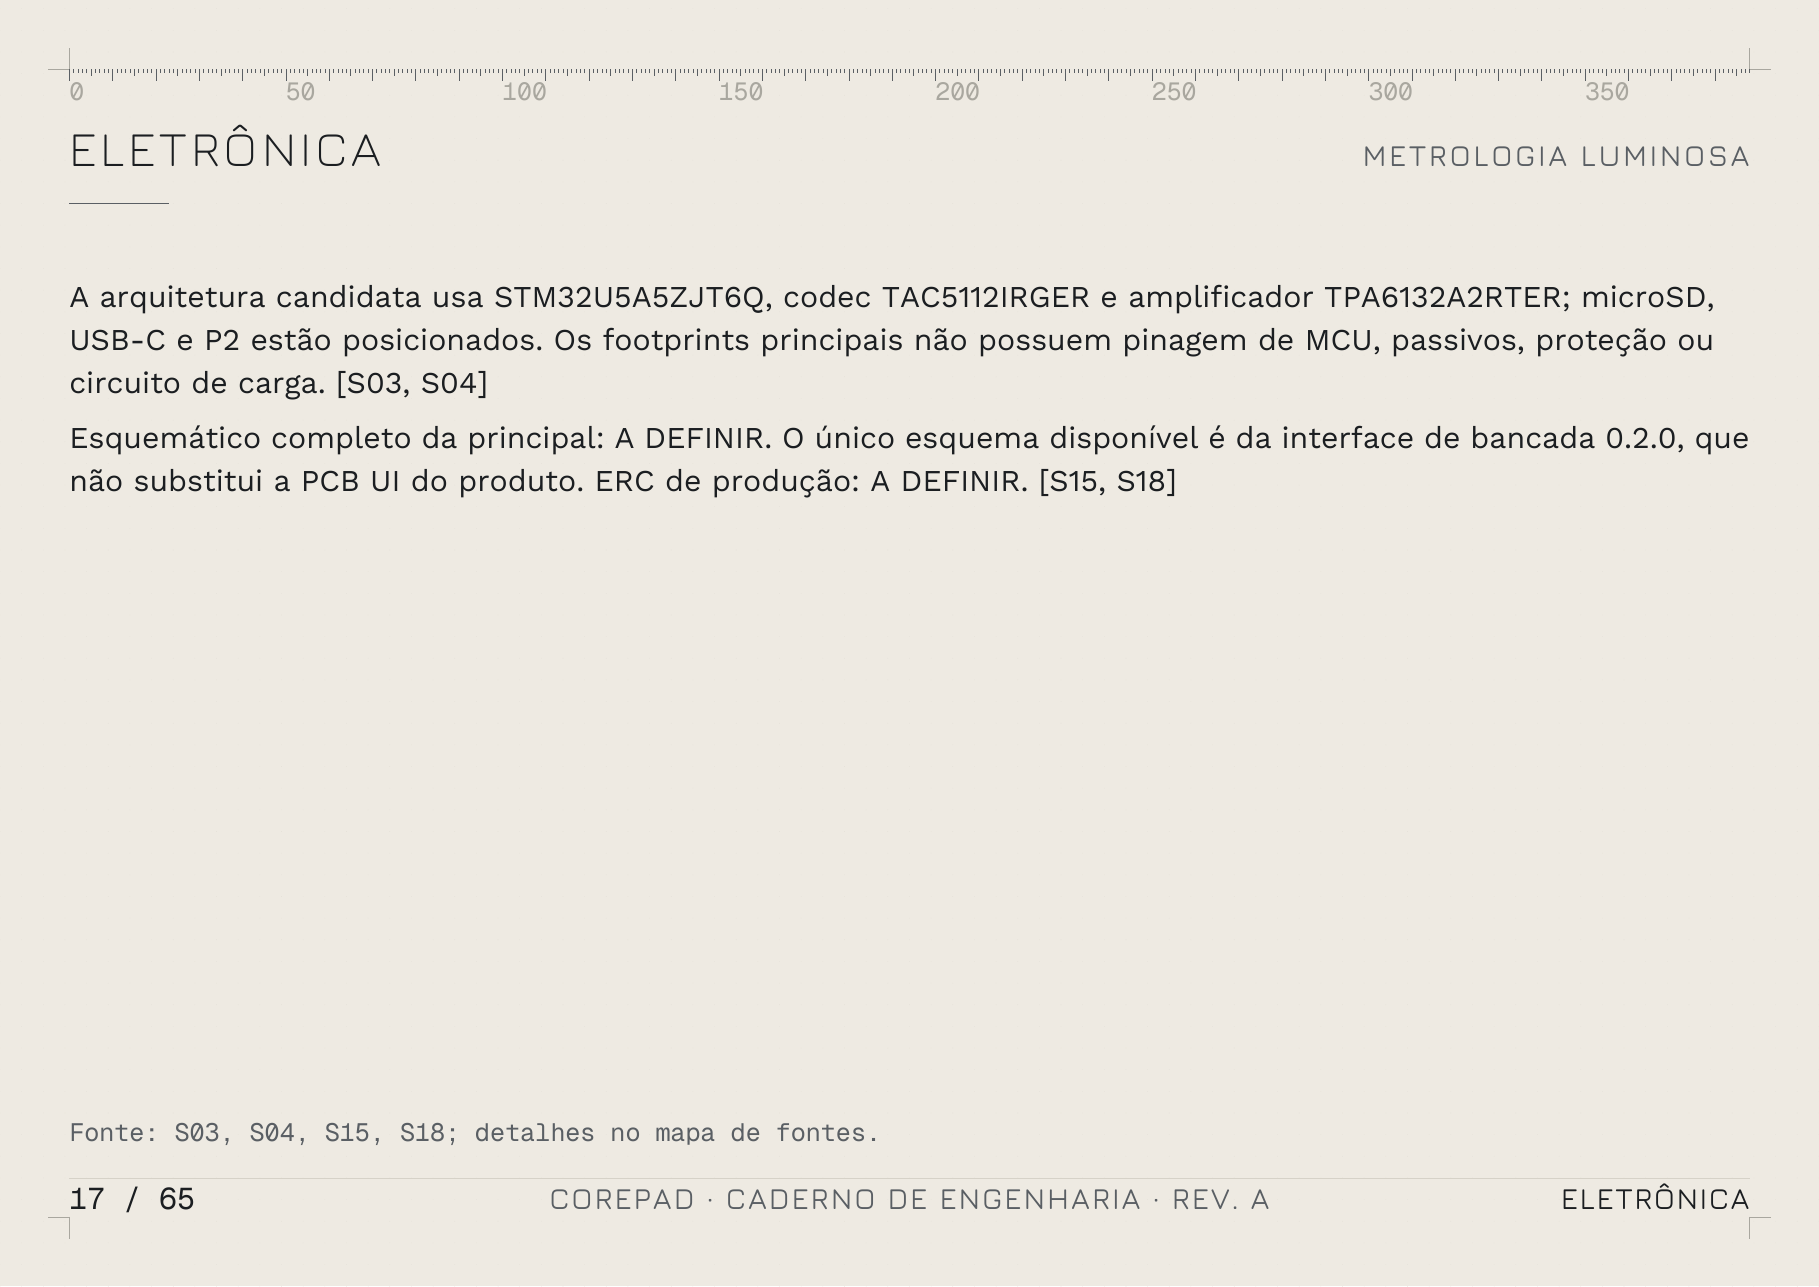 0 50 100 150 200 250 300 350
ELETRÔNICA
METROLOGIA LUMINOSA
A arquitetura candidata usa STM32U5A5ZJT6Q, codec TAC5112IRGER e amplificador TPA6132A2RTER; microSD,
USB-C e P2 estão posicionados. Os footprints principais não possuem pinagem de MCU, passivos, proteção ou
circuito de carga. [S03, S04]
Esquemático completo da principal: A DEFINIR. O único esquema disponível é da interface de bancada 0.2.0, que
não substitui a PCB UI do produto. ERC de produção: A DEFINIR. [S15, S18]
Fonte: S03, S04, S15, S18; detalhes no mapa de fontes.
17 / 65
COREPAD · CADERNO DE ENGENHARIA · REV. A
ELETRÔNICA